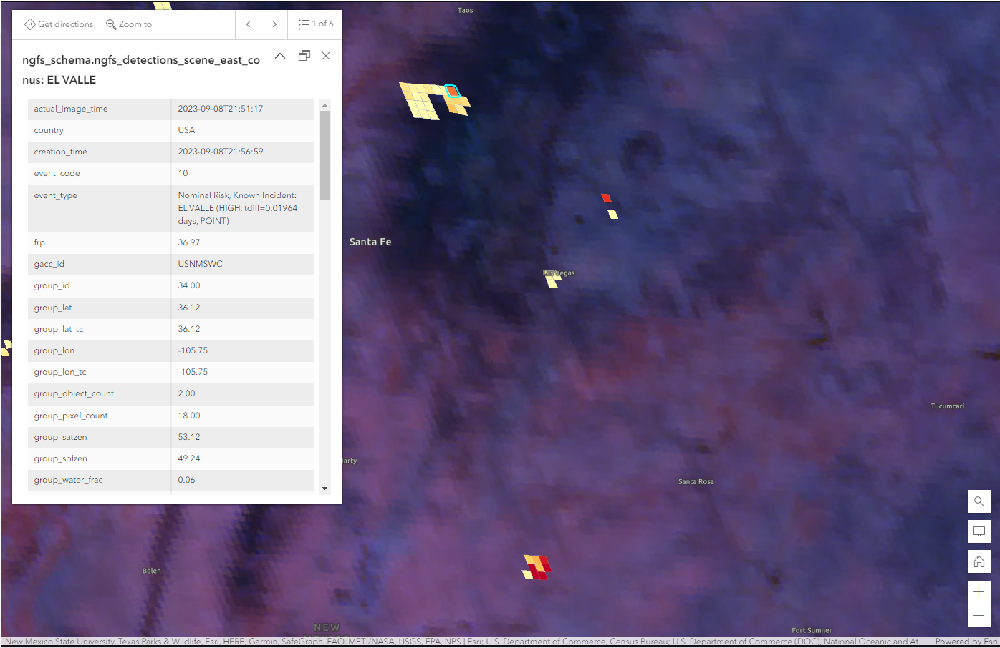 Get directions
Zoom to
1 of 6
ngfs_schema.ngfs_detections_scene_east_co
nus: EL VALLE
actual_image_time 2023-09-08T21:51:17
country USA
creation_time 2023-09-08T21:56:59
event_code 10
event_type Nominal Risk, Known Incident:
EL VALLE (HIGH, tdiff=0.01964
days, POINT)
frp 36.97
gacc_id USNMSWC
group_id 34.00
group_lat 36.12
group_lat_tc 36.12
group_lon -105.75
group_lon_tc -105.75
group_object_count 2.00
group_pixel_count 18.00
group_satzen 53.12
group_solzen 49.24
group_water_frac 0.06
Taos
Santa Fe
Las Vegas
Tucumcari
iarty
Santa Rosa
Belen
NEW
Fort Sumner
New Mexico State University, Texas Parks & Wildlife, Esri, HERE, Garmin, SafeGraph, FAO, METI/NASA, USGS, EPA, NPS | Esri; U.S. Department of Commerce, Census Bureau; U.S. Department of Commerce (DOC), National Oceanic and At...
Powered by Esri